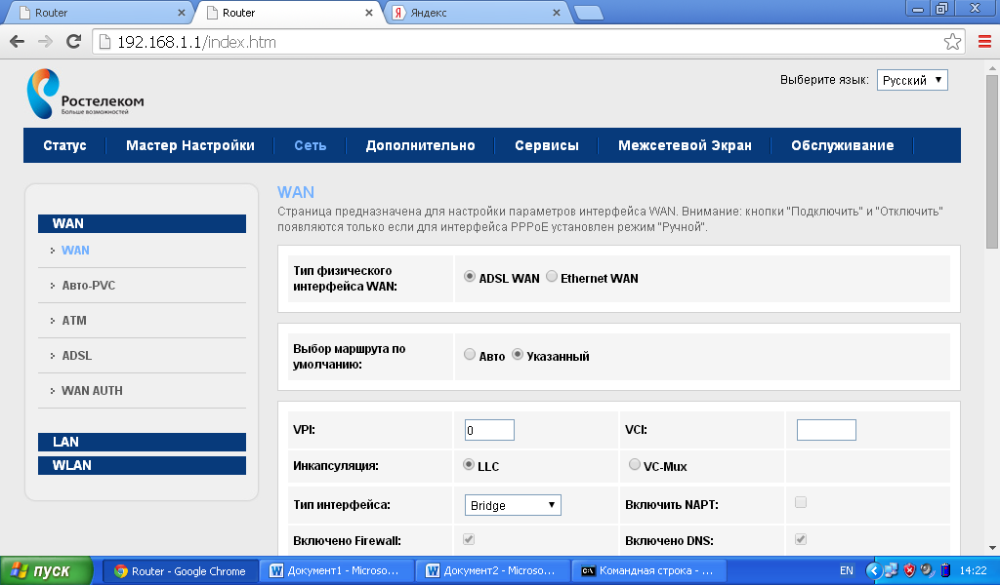 Router
Router
Яндекс
192.168.1.1/index.htm
Выберите язык: Русский
Ростелеком
Больше возможностей
Статус Мастер Настройки Сеть Дополнительно Сервисы Межсетевой Экран Обслуживание
WAN
WAN
Авто-PVC
ATM
ADSL
WAN AUTH
LAN
WLAN
WAN
Страница предназначена для настройки параметров интерфейса WAN. Внимание: кнопки "Подключить" и "Отключить"
появляются только если для интерфейса PPPoE установлен режим "Ручной".
Тип физического
интерфейса WAN:
ADSL WAN Ethernet WAN
Выбор маршрута по
умолчанию:
Авто Указанный
VPI: 0 VCI:
Инкапсуляция: LLC VC-Mux
Тип интерфейса: Bridge Включить NAPT:
Включено Firewall: Включено DNS:
пуск Router - Google Chrome Документ1 - Microso... Документ2 - Microso... Командная строка - ... EN 14:22